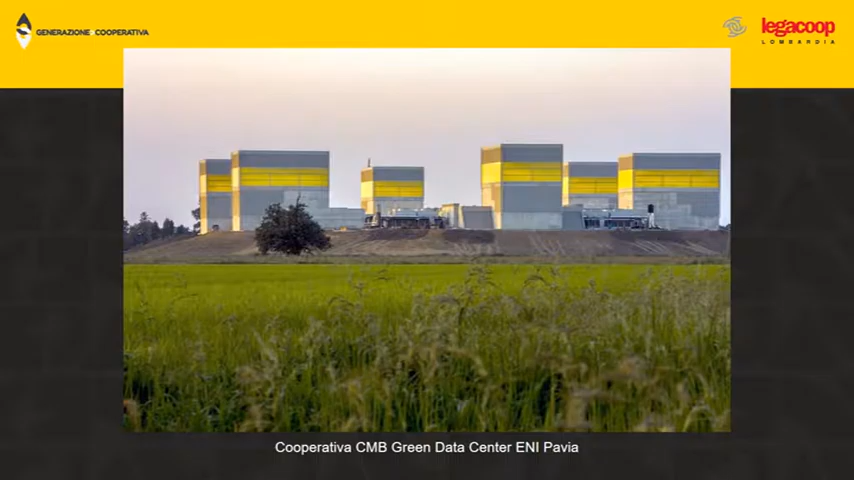 GENERAZIONE COOPERATIVA
legacoop
LOMBARDIA
Cooperativa CMB Green Data Center ENI Pavia